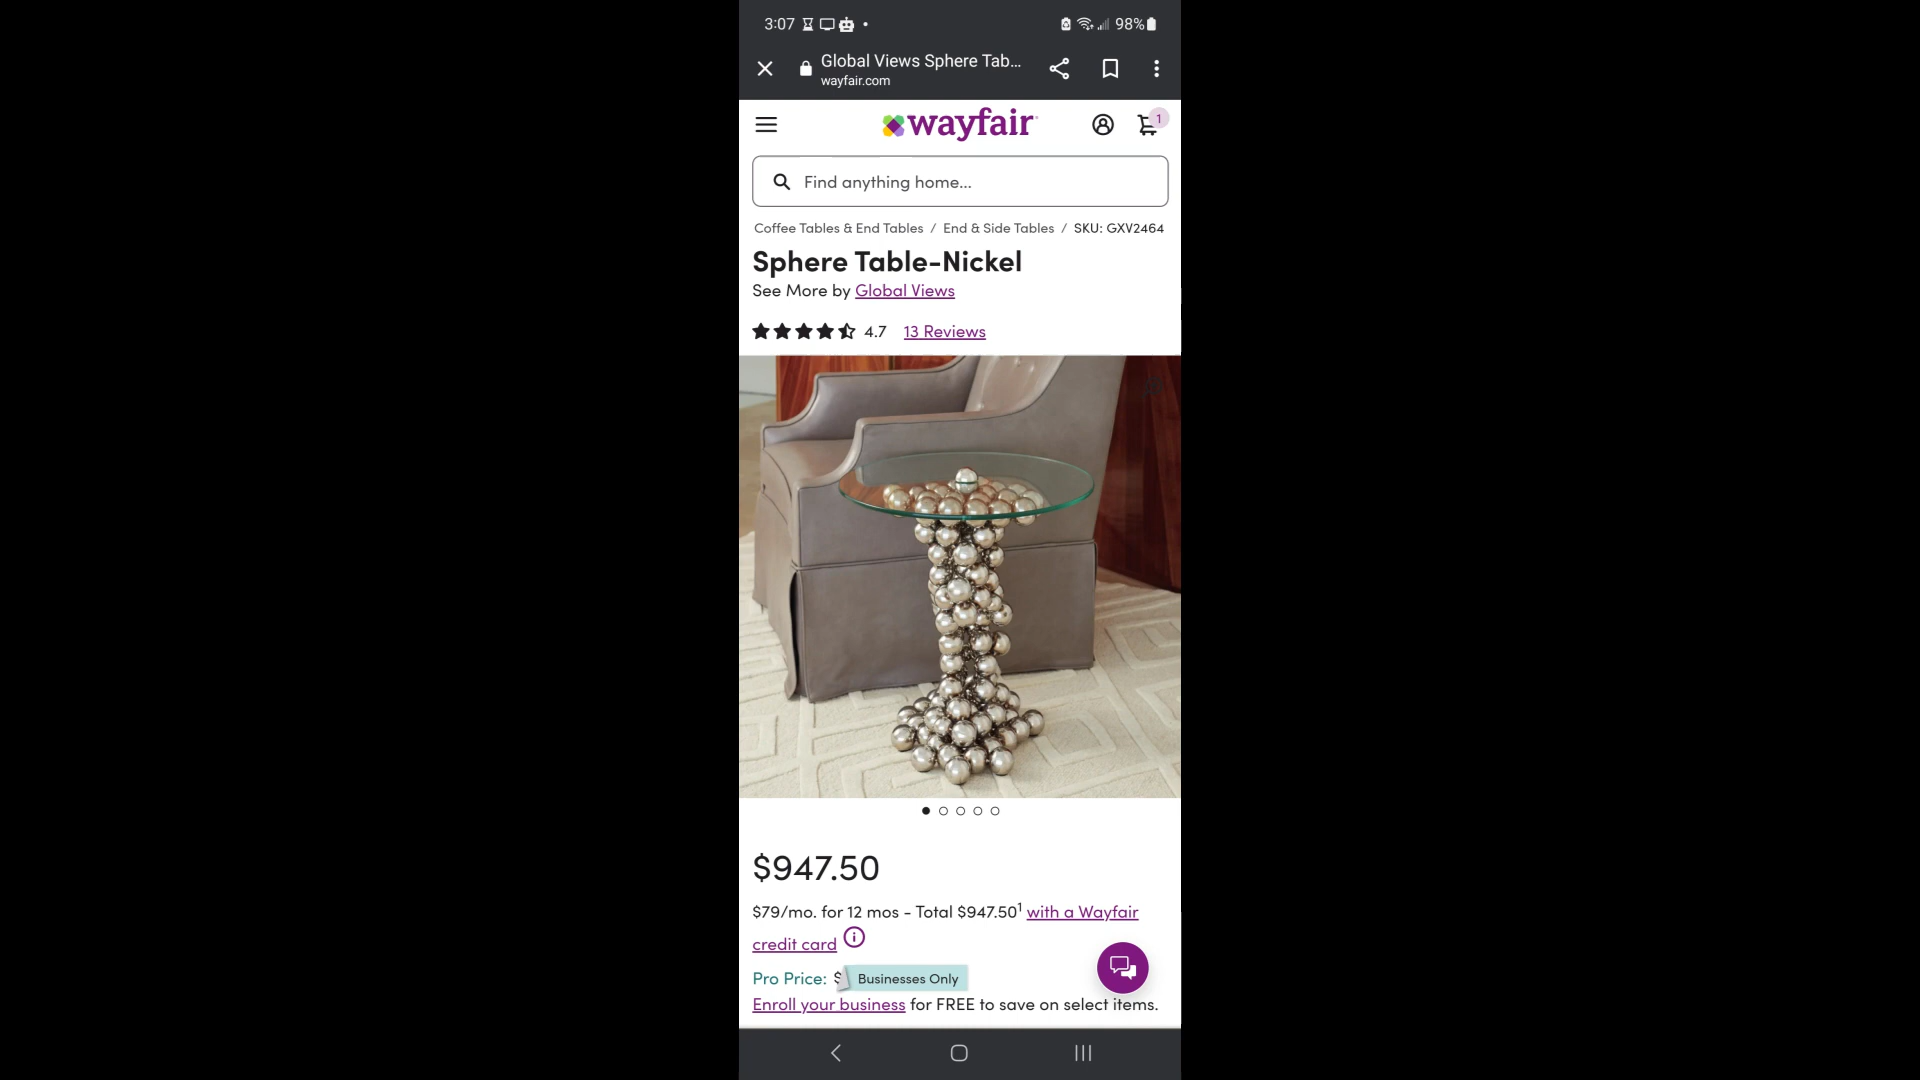 3:07
98%
Global Views Sphere Tab...
wayfair.com
wayfair
1
Find anything home...
Coffee Tables & End Tables / End & Side Tables / SKU: GXV2464
Sphere Table-Nickel
See More by Global Views
4.7 13 Reviews
$947.50
$79/mo. for 12 mos - Total $947.50¹ with a Wayfair
credit card
Pro Price: $ Businesses Only
Enroll your business for FREE to save on select items.